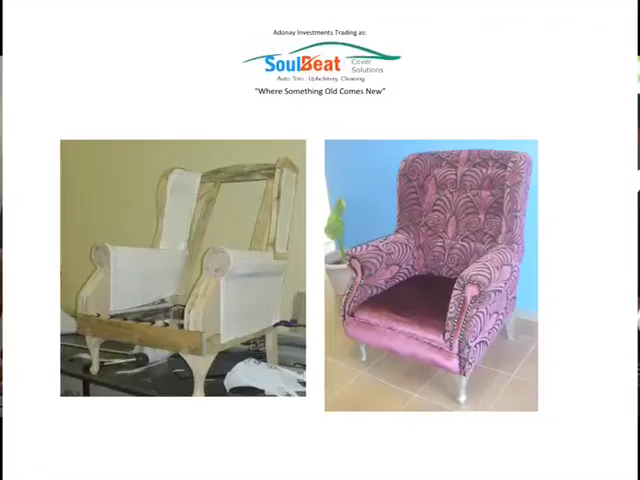 Adonay Investments Trading as:
SoulBeat Cover
Solutions
Auto Trim . Upholstery. Cleaning.
“Where Something Old Comes New”